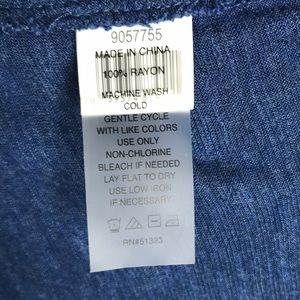 9057755
MADE IN CHINA
100% RAYON
MACHINE WASH
COLD
GENTLE CYCLE
WITH LIKE COLORS
USE ONLY
NON-CHLORINE
BLEACH IF NEEDED
LAY FLAT TO DRY
USE LOW IRON
IF NECESSARY
RN#51323